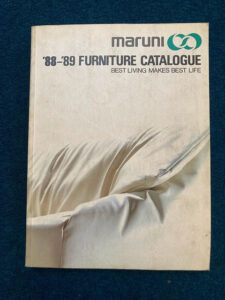 maruni
'88-'89 FURNITURE CATALOGUE
BEST LIVING MAKES BEST LIFE